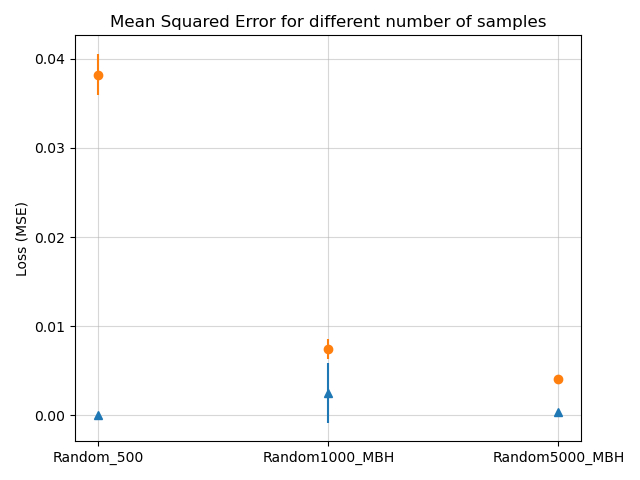 Mean Squared Error for different number of samples
Loss (MSE)
0.04
0.03
0.02
0.01
0.00
Random_500
Random1000_MBH
Random5000_MBH